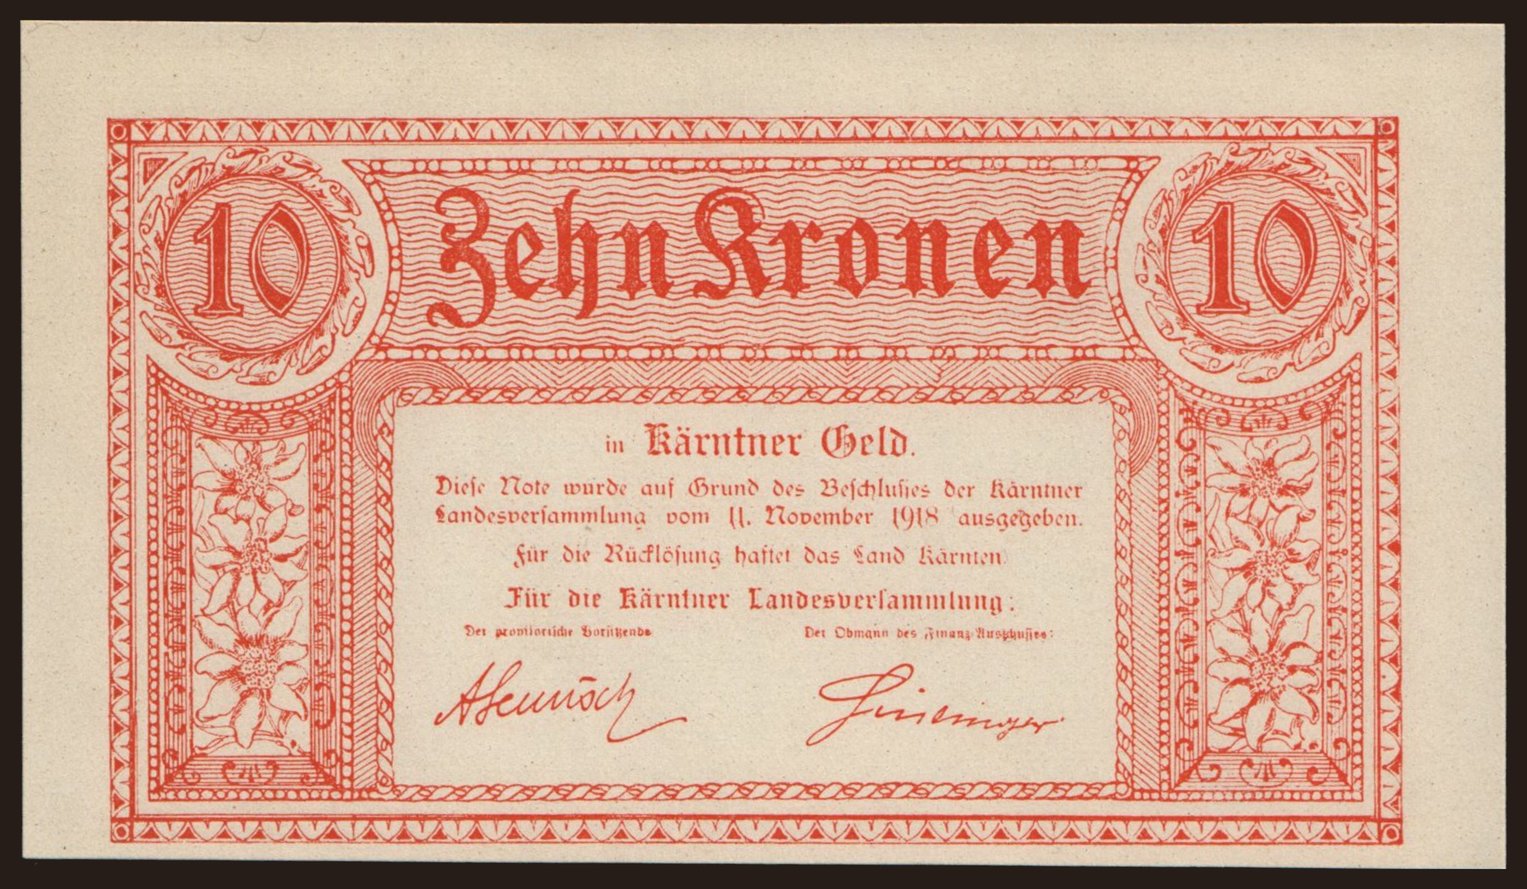 10 Zehn Kronen 10
in Kärntner Geld.
Diese Note wurde auf Grund des Beschlusses der Kärntner
Landesversammlung vom 11. November 1918 ausgegeben.
Für die Rücklösung haftet das Land Kärnten.
Für die Kärntner Landesversammlung:
Der provisorische Vorsitzende Der Obmann des Finanz-Ausschusses: